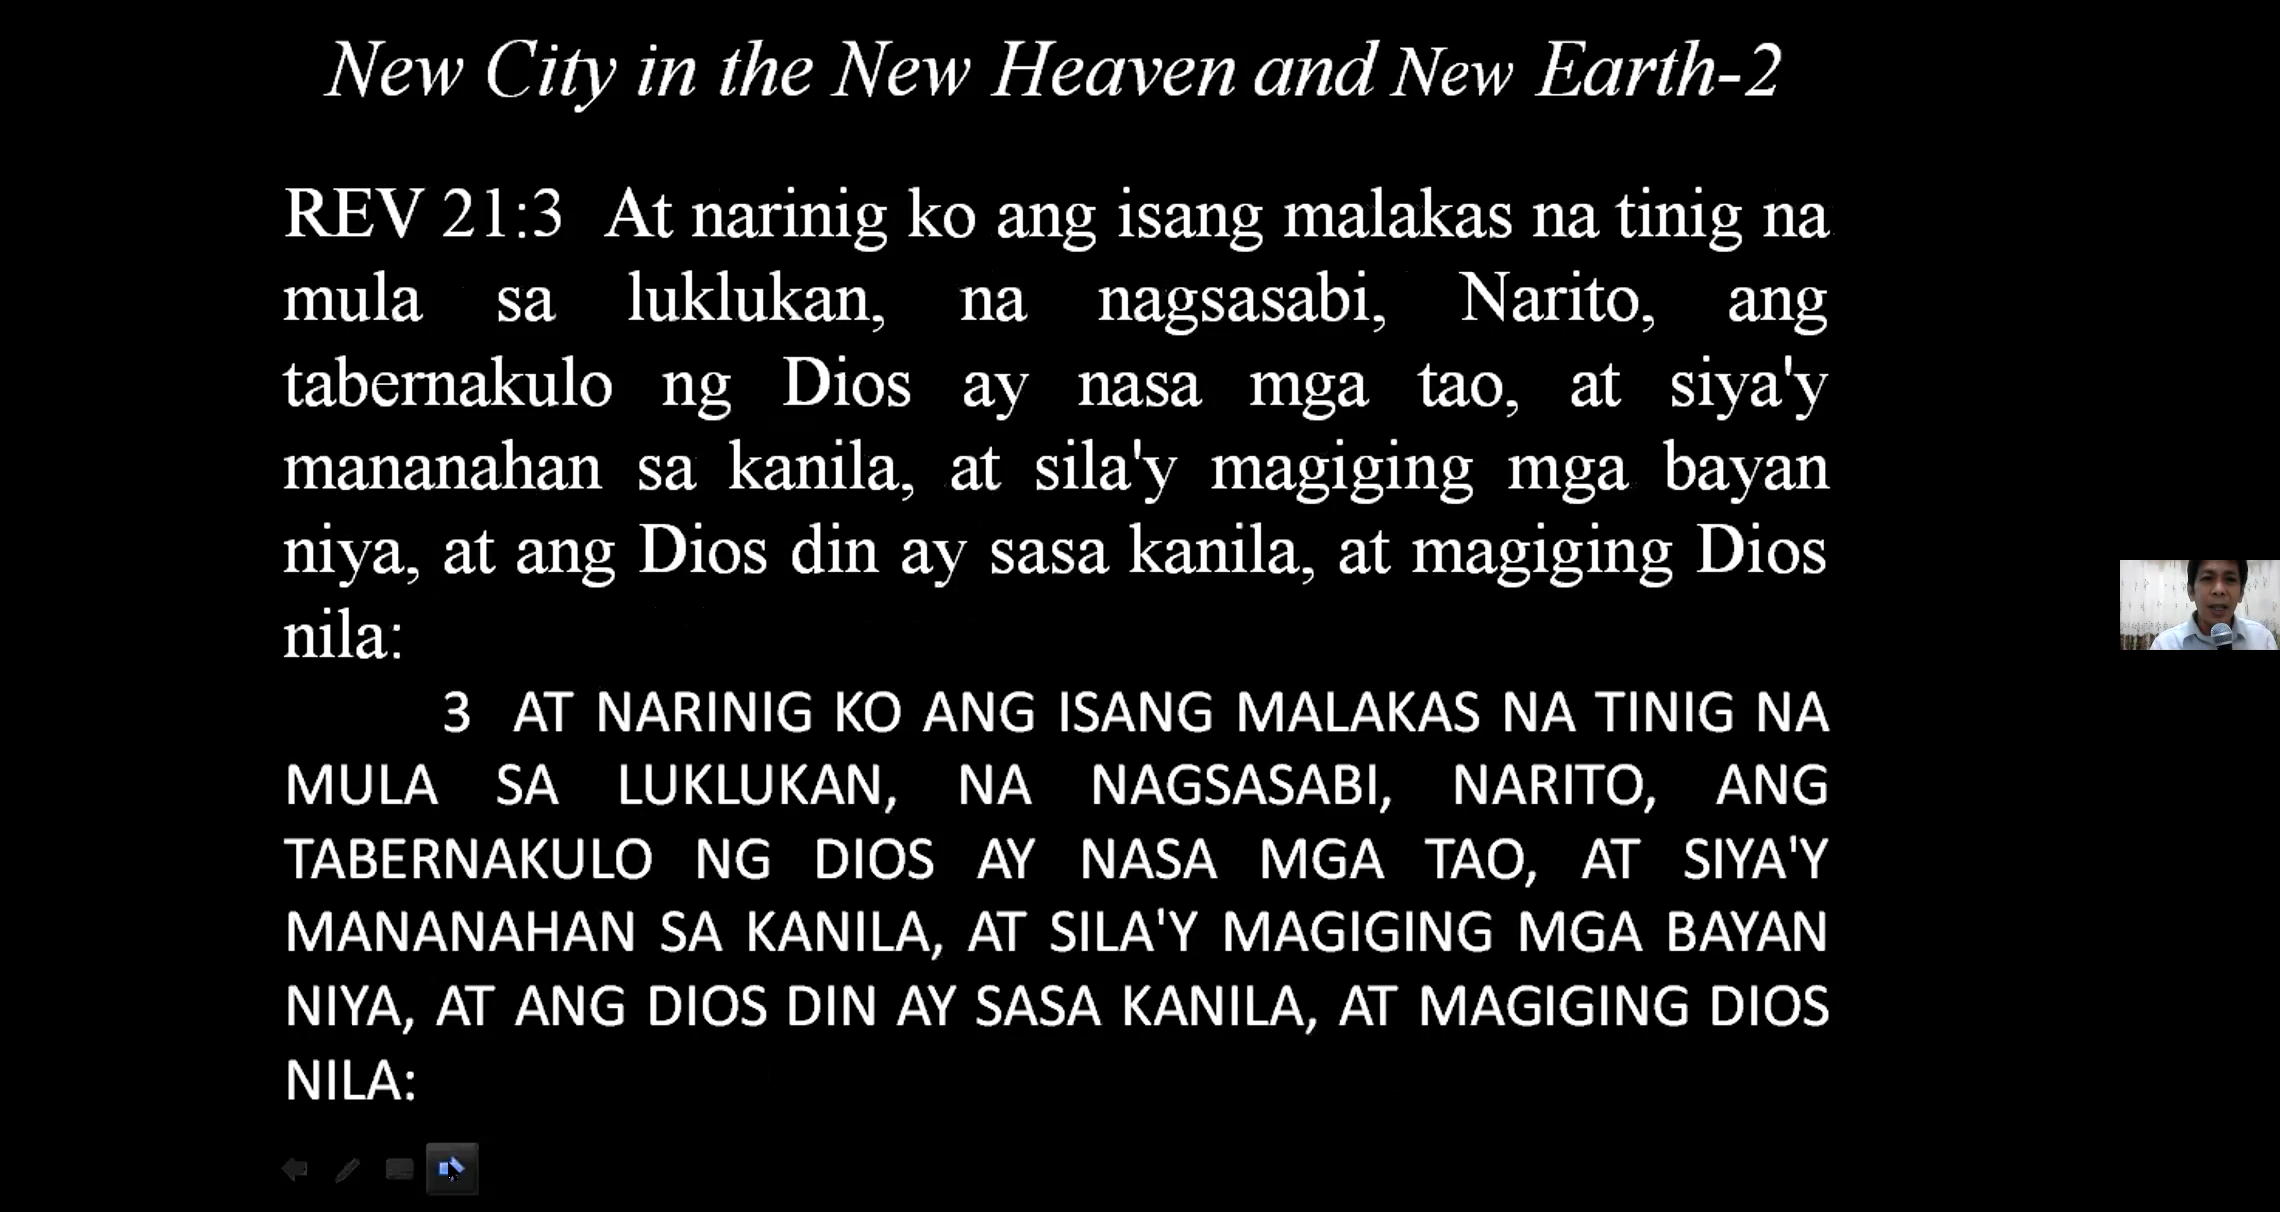 New City in the New Heaven and New Earth-2
REV 21:3 At narinig ko ang isang malakas na tinig na
mula sa luklukan, na nagsasabi, Narito, ang
tabernakulo ng Dios ay nasa mga tao, at siya'y
mananahan sa kanila, at sila'y magiging mga bayan
niya, at ang Dios din ay sasa kanila, at magiging Dios
nila:
3 AT NARINIG KO ANG ISANG MALAKAS NA TINIG NA
MULA SA LUKLUKAN, NA NAGSASABI, NARITO, ANG
TABERNAKULO NG DIOS AY NASA MGA TAO, AT SIYA'Y
MANANAHAN SA KANILA, AT SILA'Y MAGIGING MGA BAYAN
NIYA, AT ANG DIOS DIN AY SASA KANILA, AT MAGIGING DIOS
NILA: